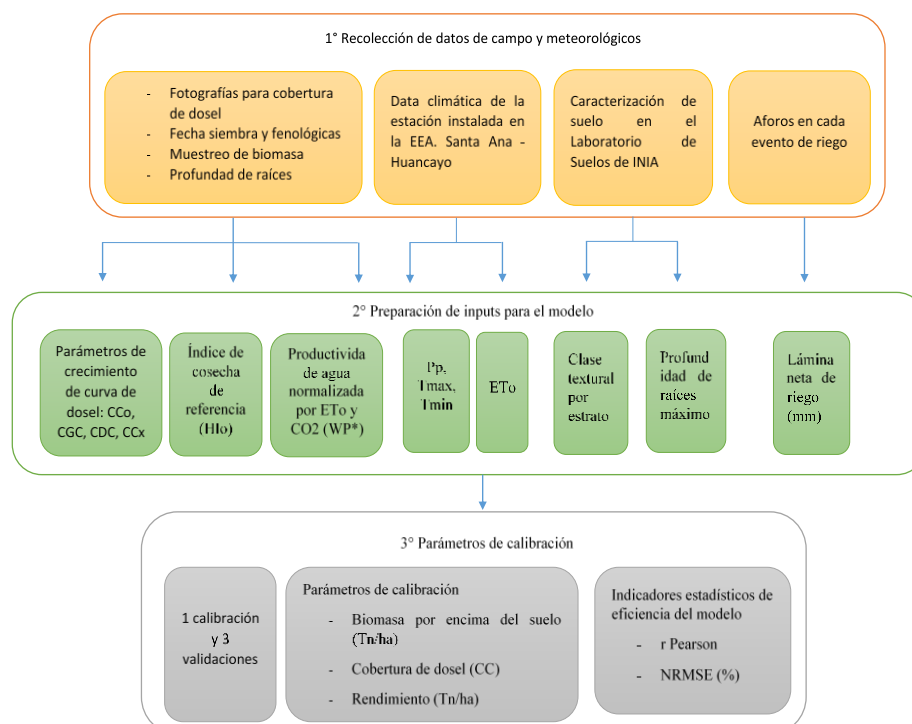 1° Recolección de datos de campo y meteorológicos
- Fotografías para cobertura
de dosel
- Fecha siembra y fenológicas
- Muestreo de biomasa
- Profundad de raíces
Data climática de la
estación instalada en
la EEA. Santa Ana -
Huancayo
Caracterización de
suelo en el
Laboratorio de
Suelos de INIA
Aforos en cada
evento de riego
2° Preparación de inputs para el modelo
Parámetros de
crecimiento
de curva de
dosel: CCo,
CGC, CDC, CCx
Índice de
cosecha
de
referencia
(HIo)
Productivida
de agua
normalizada
por ETo y
CO2 (WP*)
Pp,
Tmax,
Tmin
ETo
Clase
textural
por
estrato
Profund
idad de
raíces
máximo
Lámina
neta de
riego
(mm)
3° Parámetros de calibración
1 calibración
y 3
validaciones
Parámetros de calibración
- Biomasa por encima del suelo
(Tn/ha)
- Cobertura de dosel (CC)
- Rendimiento (Tn/ha)
Indicadores estadísticos de
eficiencia del modelo
- r Pearson
- NRMSE (%)